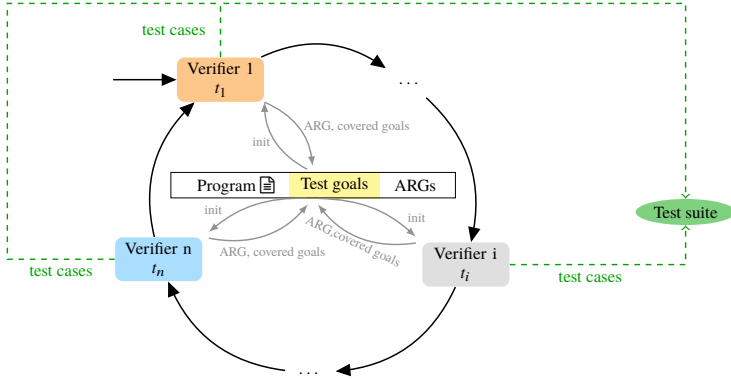 test cases
Verifier 1
t1
...
ARG, covered goals
init
Program Test goals ARGs
init
init
ARG,covered goals
ARG, covered goals
Test suite
Verifier n
tn
Verifier i
ti
test cases
test cases
...